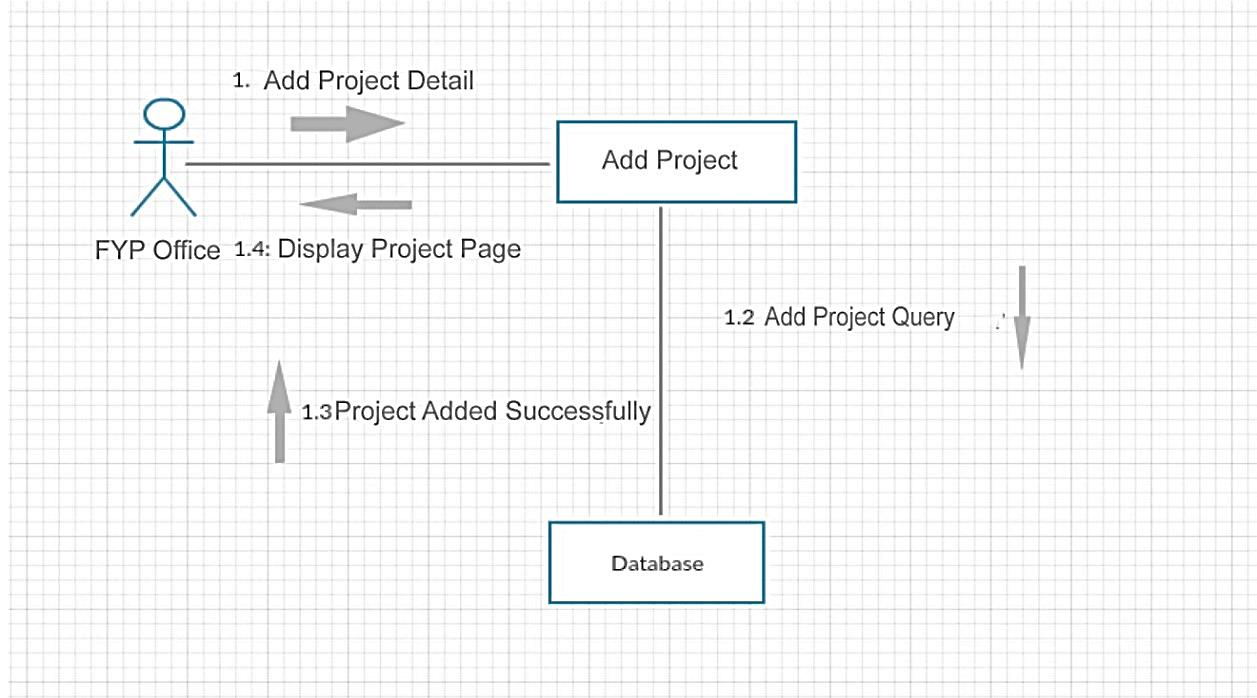 1. Add Project Detail
Add Project
FYP Office 1.4: Display Project Page
1.2 Add Project Query
1.3Project Added Successfully
Database